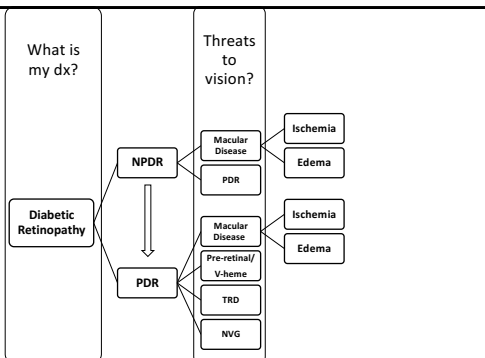 What is
my dx?
Threats
to
vision?
Diabetic
Retinopathy
NPDR
PDR
Macular
Disease
PDR
Ischemia
Edema
Macular
Disease
Pre-retinal/
V-heme
TRD
NVG
Ischemia
Edema